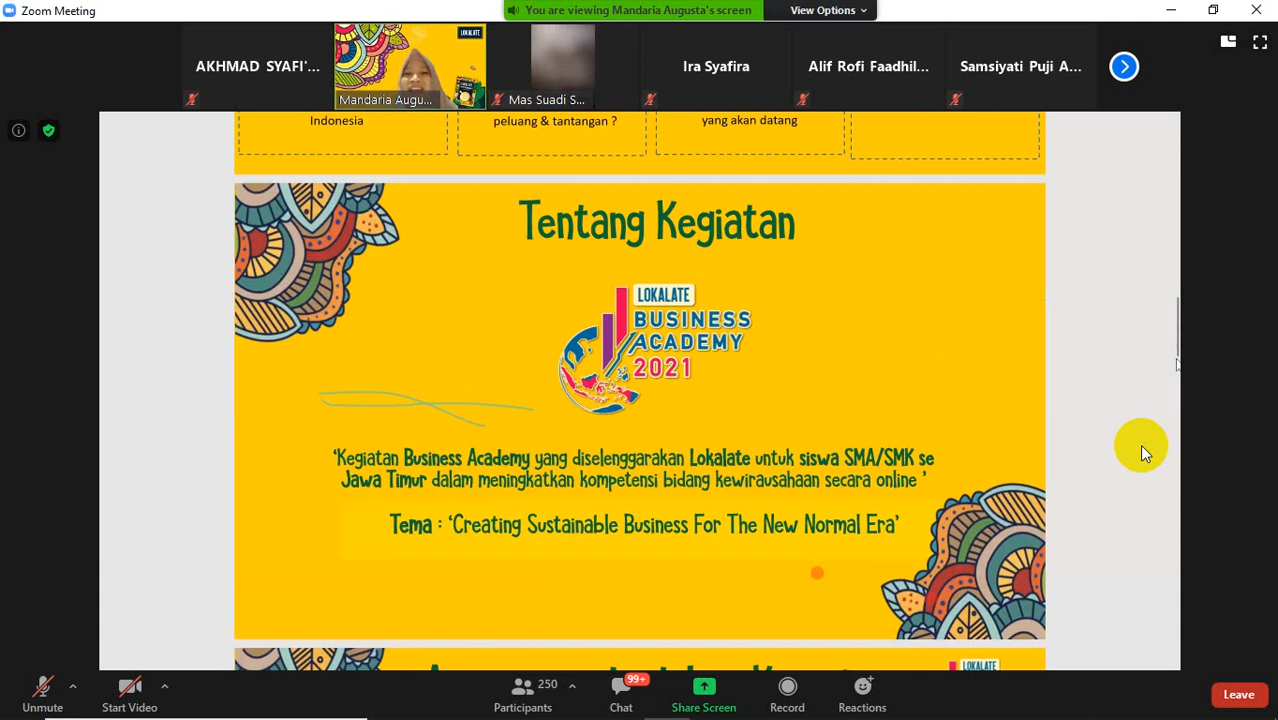 Zoom Meeting
You are viewing Mandaria Augusta's screen
View Options
AKHMAD SYAFI'...
Mandaria Augu...
LOKALATE
Mas Suadi S...
Ira Syafira
Alif Rofi Faadhil...
Samsiyati Puji A...
Indonesia
peluang & tantangan ?
yang akan datang
Tentang Kegiatan
LOKALATE
BUSINESS
ACADEMY
2021
'Kegiatan Business Academy yang diselenggarakan Lokalate untuk siswa SMA/SMK se
Jawa Timur dalam meningkatkan kompetensi bidang kewirausahaan secara online '
Tema : 'Creating Sustainable Business For The New Normal Era'
LOKALATE
Unmute
Start Video
250
Participants
99+
Chat
Share Screen
Record
Reactions
Leave